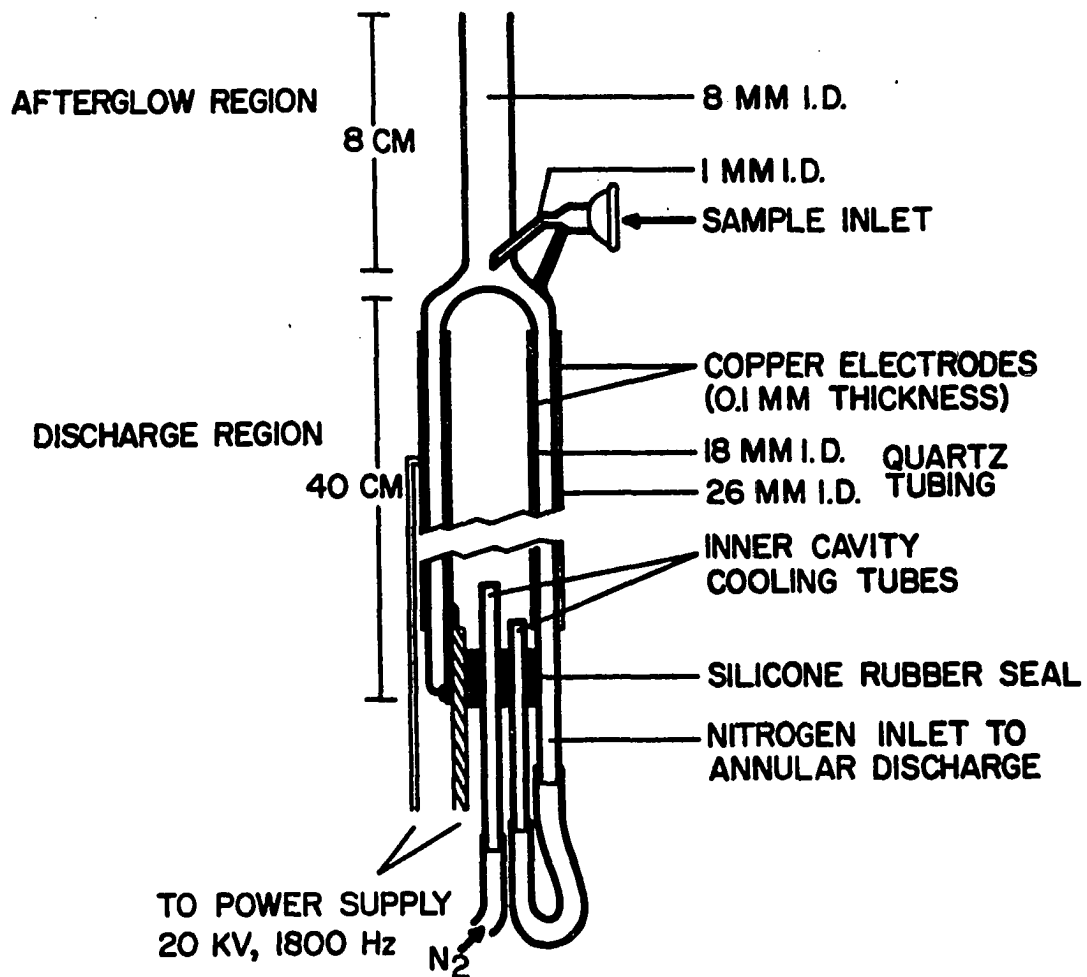 AFTERGLOW REGION
8 CM
8 MM I.D.
1 MM I.D.
SAMPLE INLET
COPPER ELECTRODES
(0.1 MM THICKNESS)
DISCHARGE REGION
40 CM
18 MM I.D.
26 MM I.D.
QUARTZ
TUBING
INNER CAVITY
COOLING TUBES
SILICONE RUBBER SEAL
NITROGEN INLET TO
ANNULAR DISCHARGE
TO POWER SUPPLY
20 KV, 1800 Hz
N2